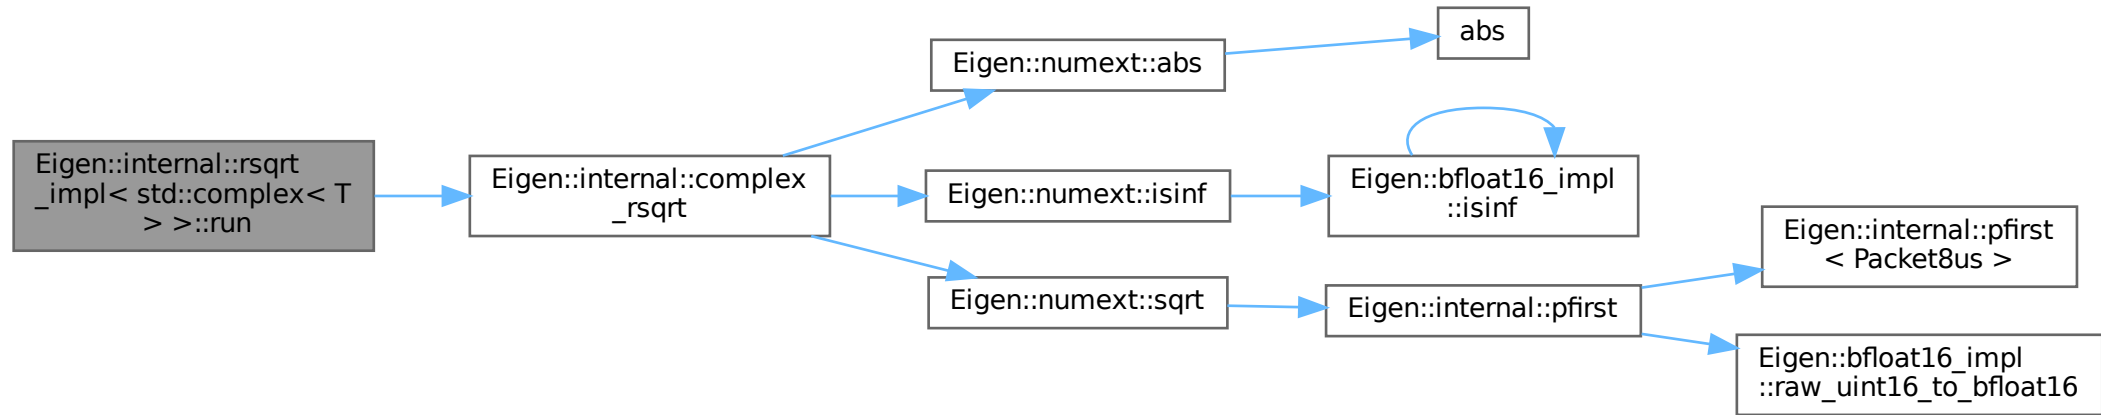 Eigen::internal::rsqrt
_impl< std::complex< T
> >::run
Eigen::internal::complex
_rsqrt
Eigen::numext::abs
abs
Eigen::numext::isinf
Eigen::bfloat16_impl
::isinf
Eigen::numext::sqrt
Eigen::internal::pfirst
Eigen::internal::pfirst
< Packet8us >
Eigen::bfloat16_impl
::raw_uint16_to_bfloat16